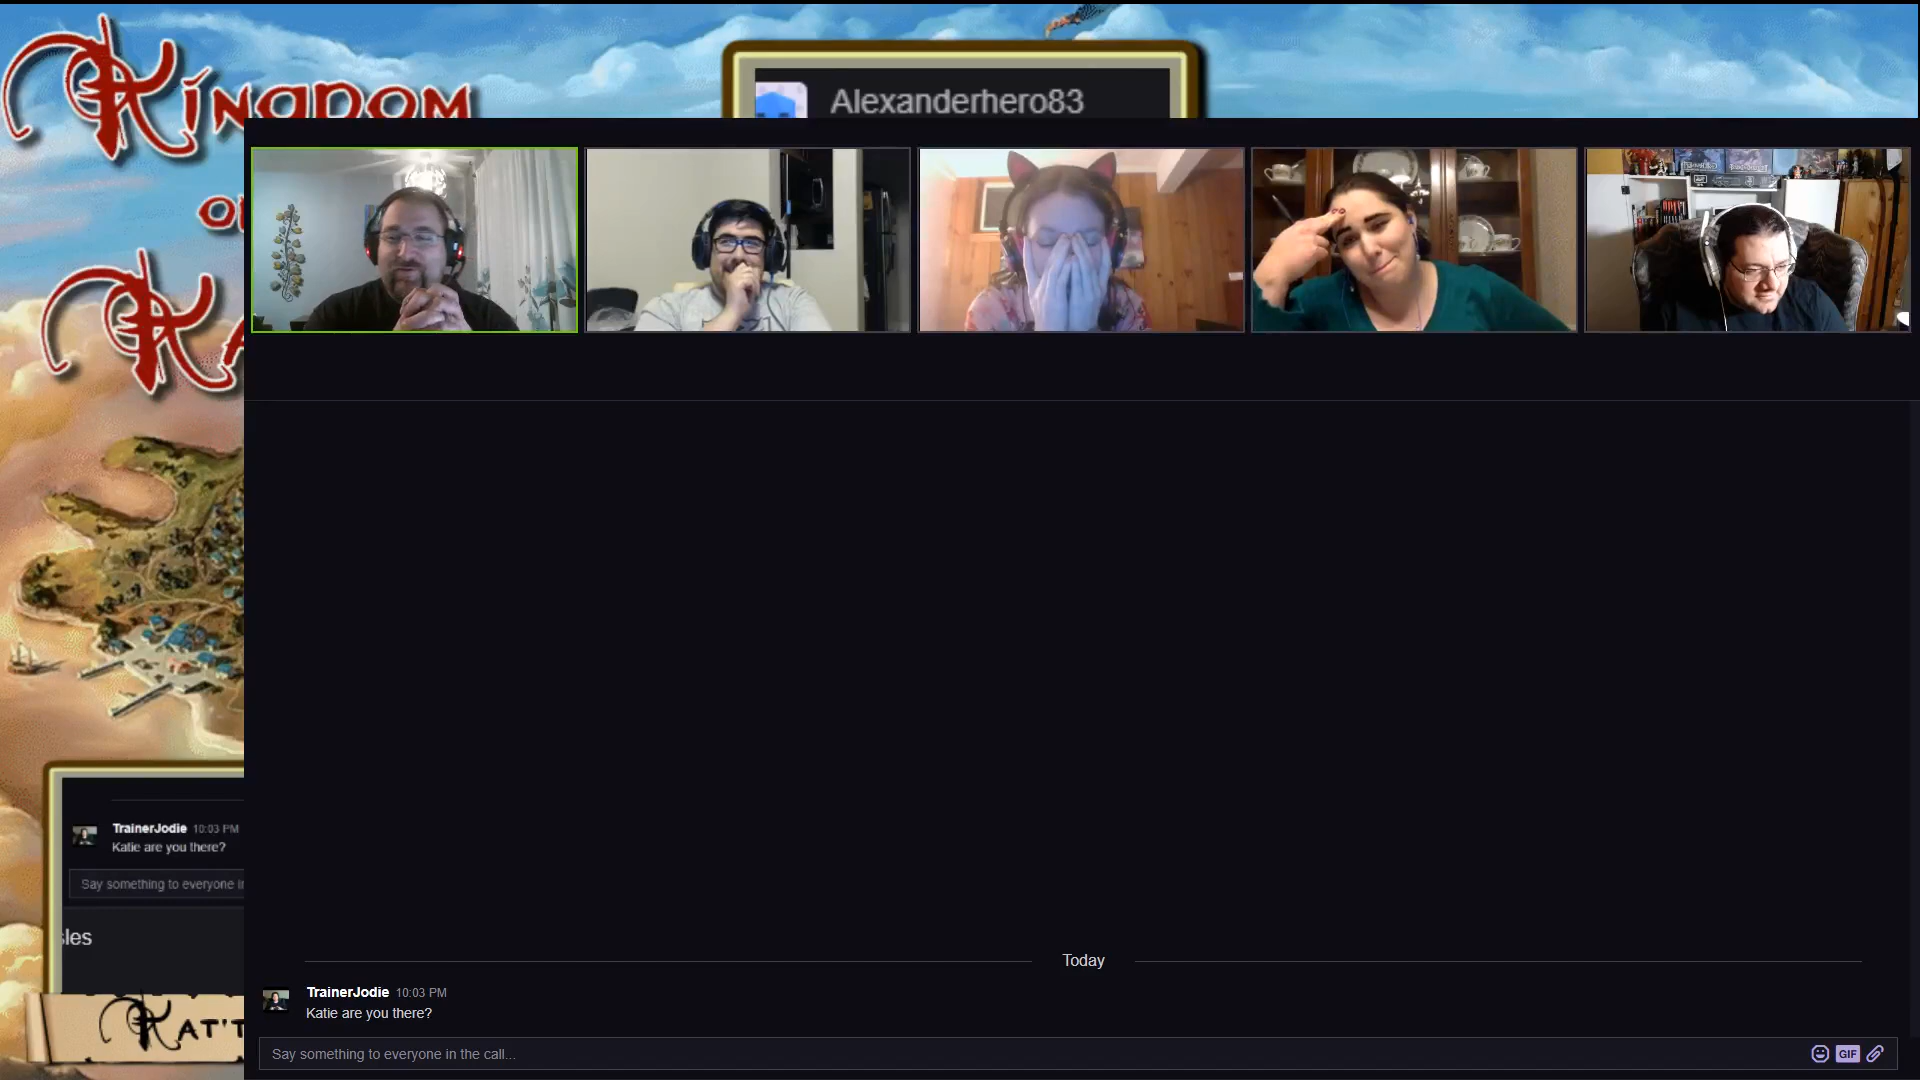 Kingdom
Alexanderhero83
TrainerJodie 10:03 PM
Katie are you there?
Say something to everyone
Today
TrainerJodie 10:03 PM
Katie are you there?
Say something to everyone in the call...
GIF